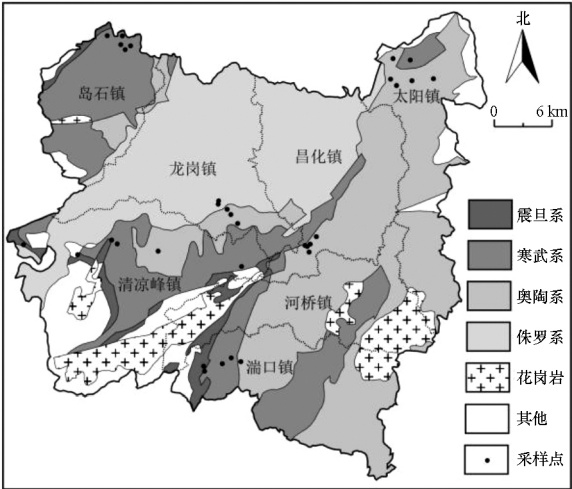 北
0 6 km
岛石镇
太阳镇
龙岗镇
昌化镇
清凉峰镇
河桥镇
湍口镇
震旦系
寒武系
奥陶系
侏罗系
花岗岩
其他
采样点